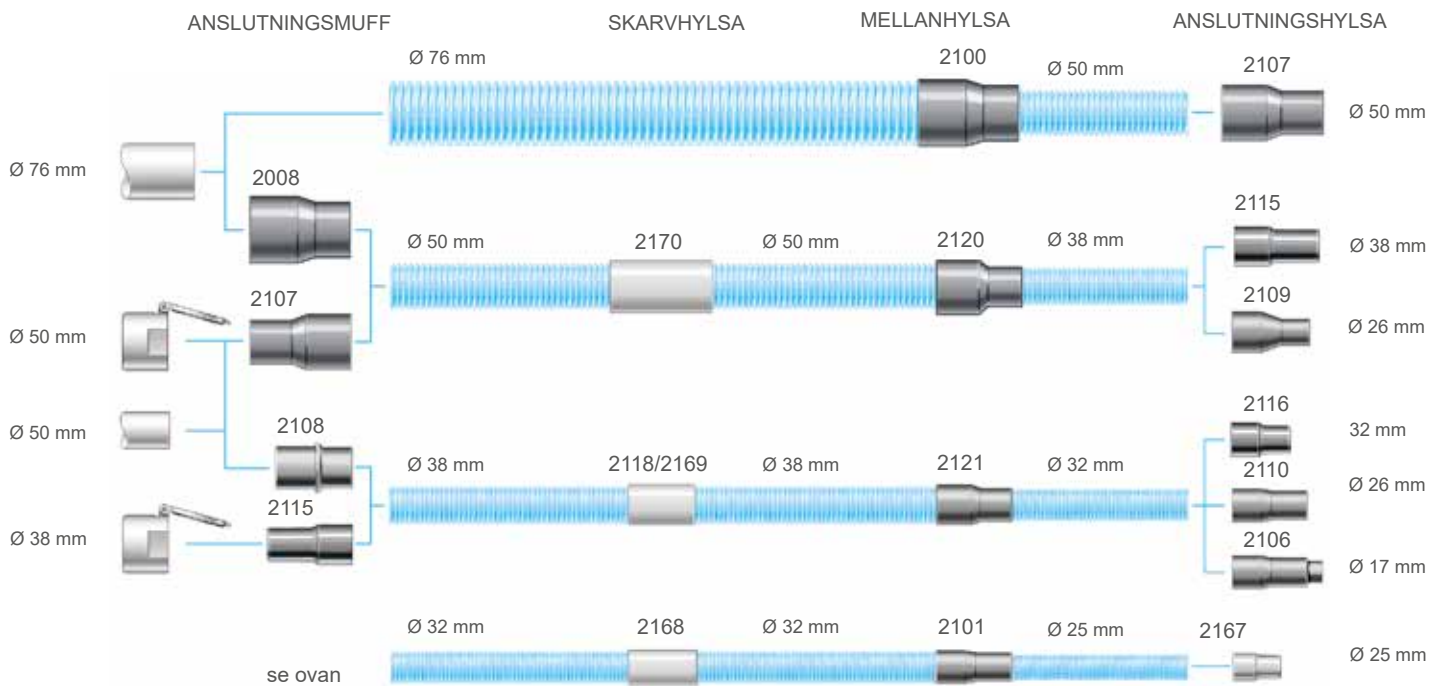 ANSLUTNINGSMUFF SKARVHYLSA MELLANHYLSA ANSLUTNINGSHYLSA
Ø 76 mm 2100 Ø 50 mm 2107
Ø 50 mm
Ø 76 mm
2008 2115
Ø 50 mm 2170 Ø 50 mm 2120 Ø 38 mm Ø 38 mm
2107 2109
Ø 50 mm Ø 26 mm
2116
Ø 50 mm 2108 32 mm
Ø 38 mm 2118/2169 Ø 38 mm 2121 Ø 32 mm 2110
Ø 26 mm
2115
Ø 38 mm 2106
Ø 17 mm
Ø 32 mm 2168 Ø 32 mm 2101 Ø 25 mm 2167
Ø 25 mm
se ovan